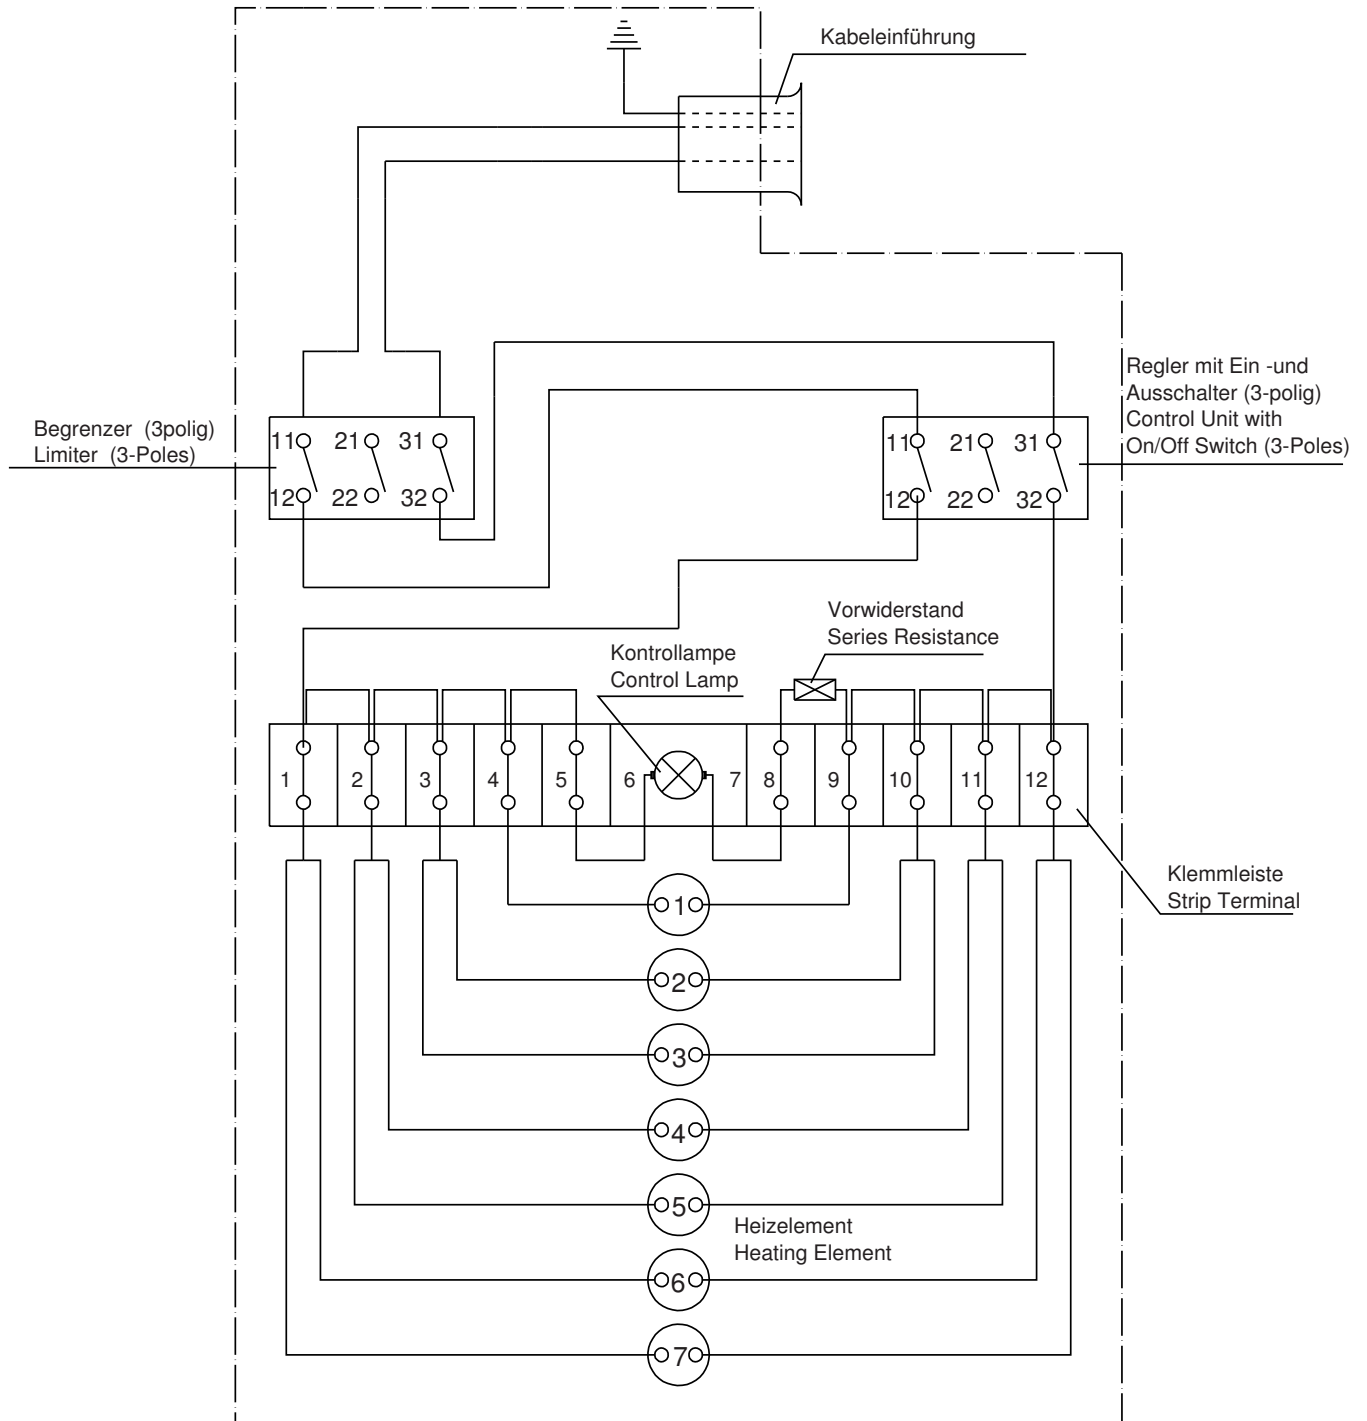 Kabeleinführung
Regler mit Ein -und
Ausschalter (3-polig)
Control Unit with
On/Off Switch (3-Poles)
Begrenzer (3polig)
Limiter (3-Poles)
11 21 31
12 22 32
11 21 31
12 22 32
Vorwiderstand
Series Resistance
Kontrollampe
Control Lamp
1 2 3 4 5 6 7 8 9 10 11 12
Klemmleiste
Strip Terminal
1
2
3
4
5
Heizelement
Heating Element
6
7